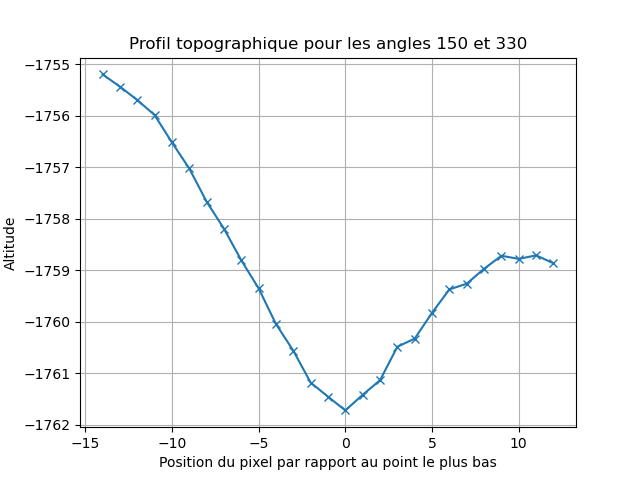 Profil topographique pour les angles 150 et 330
Altitude
−1755
−1756
−1757
−1758
−1759
−1760
−1761
−1762
−15 −10 −5 0 5 10
Position du pixel par rapport au point le plus bas